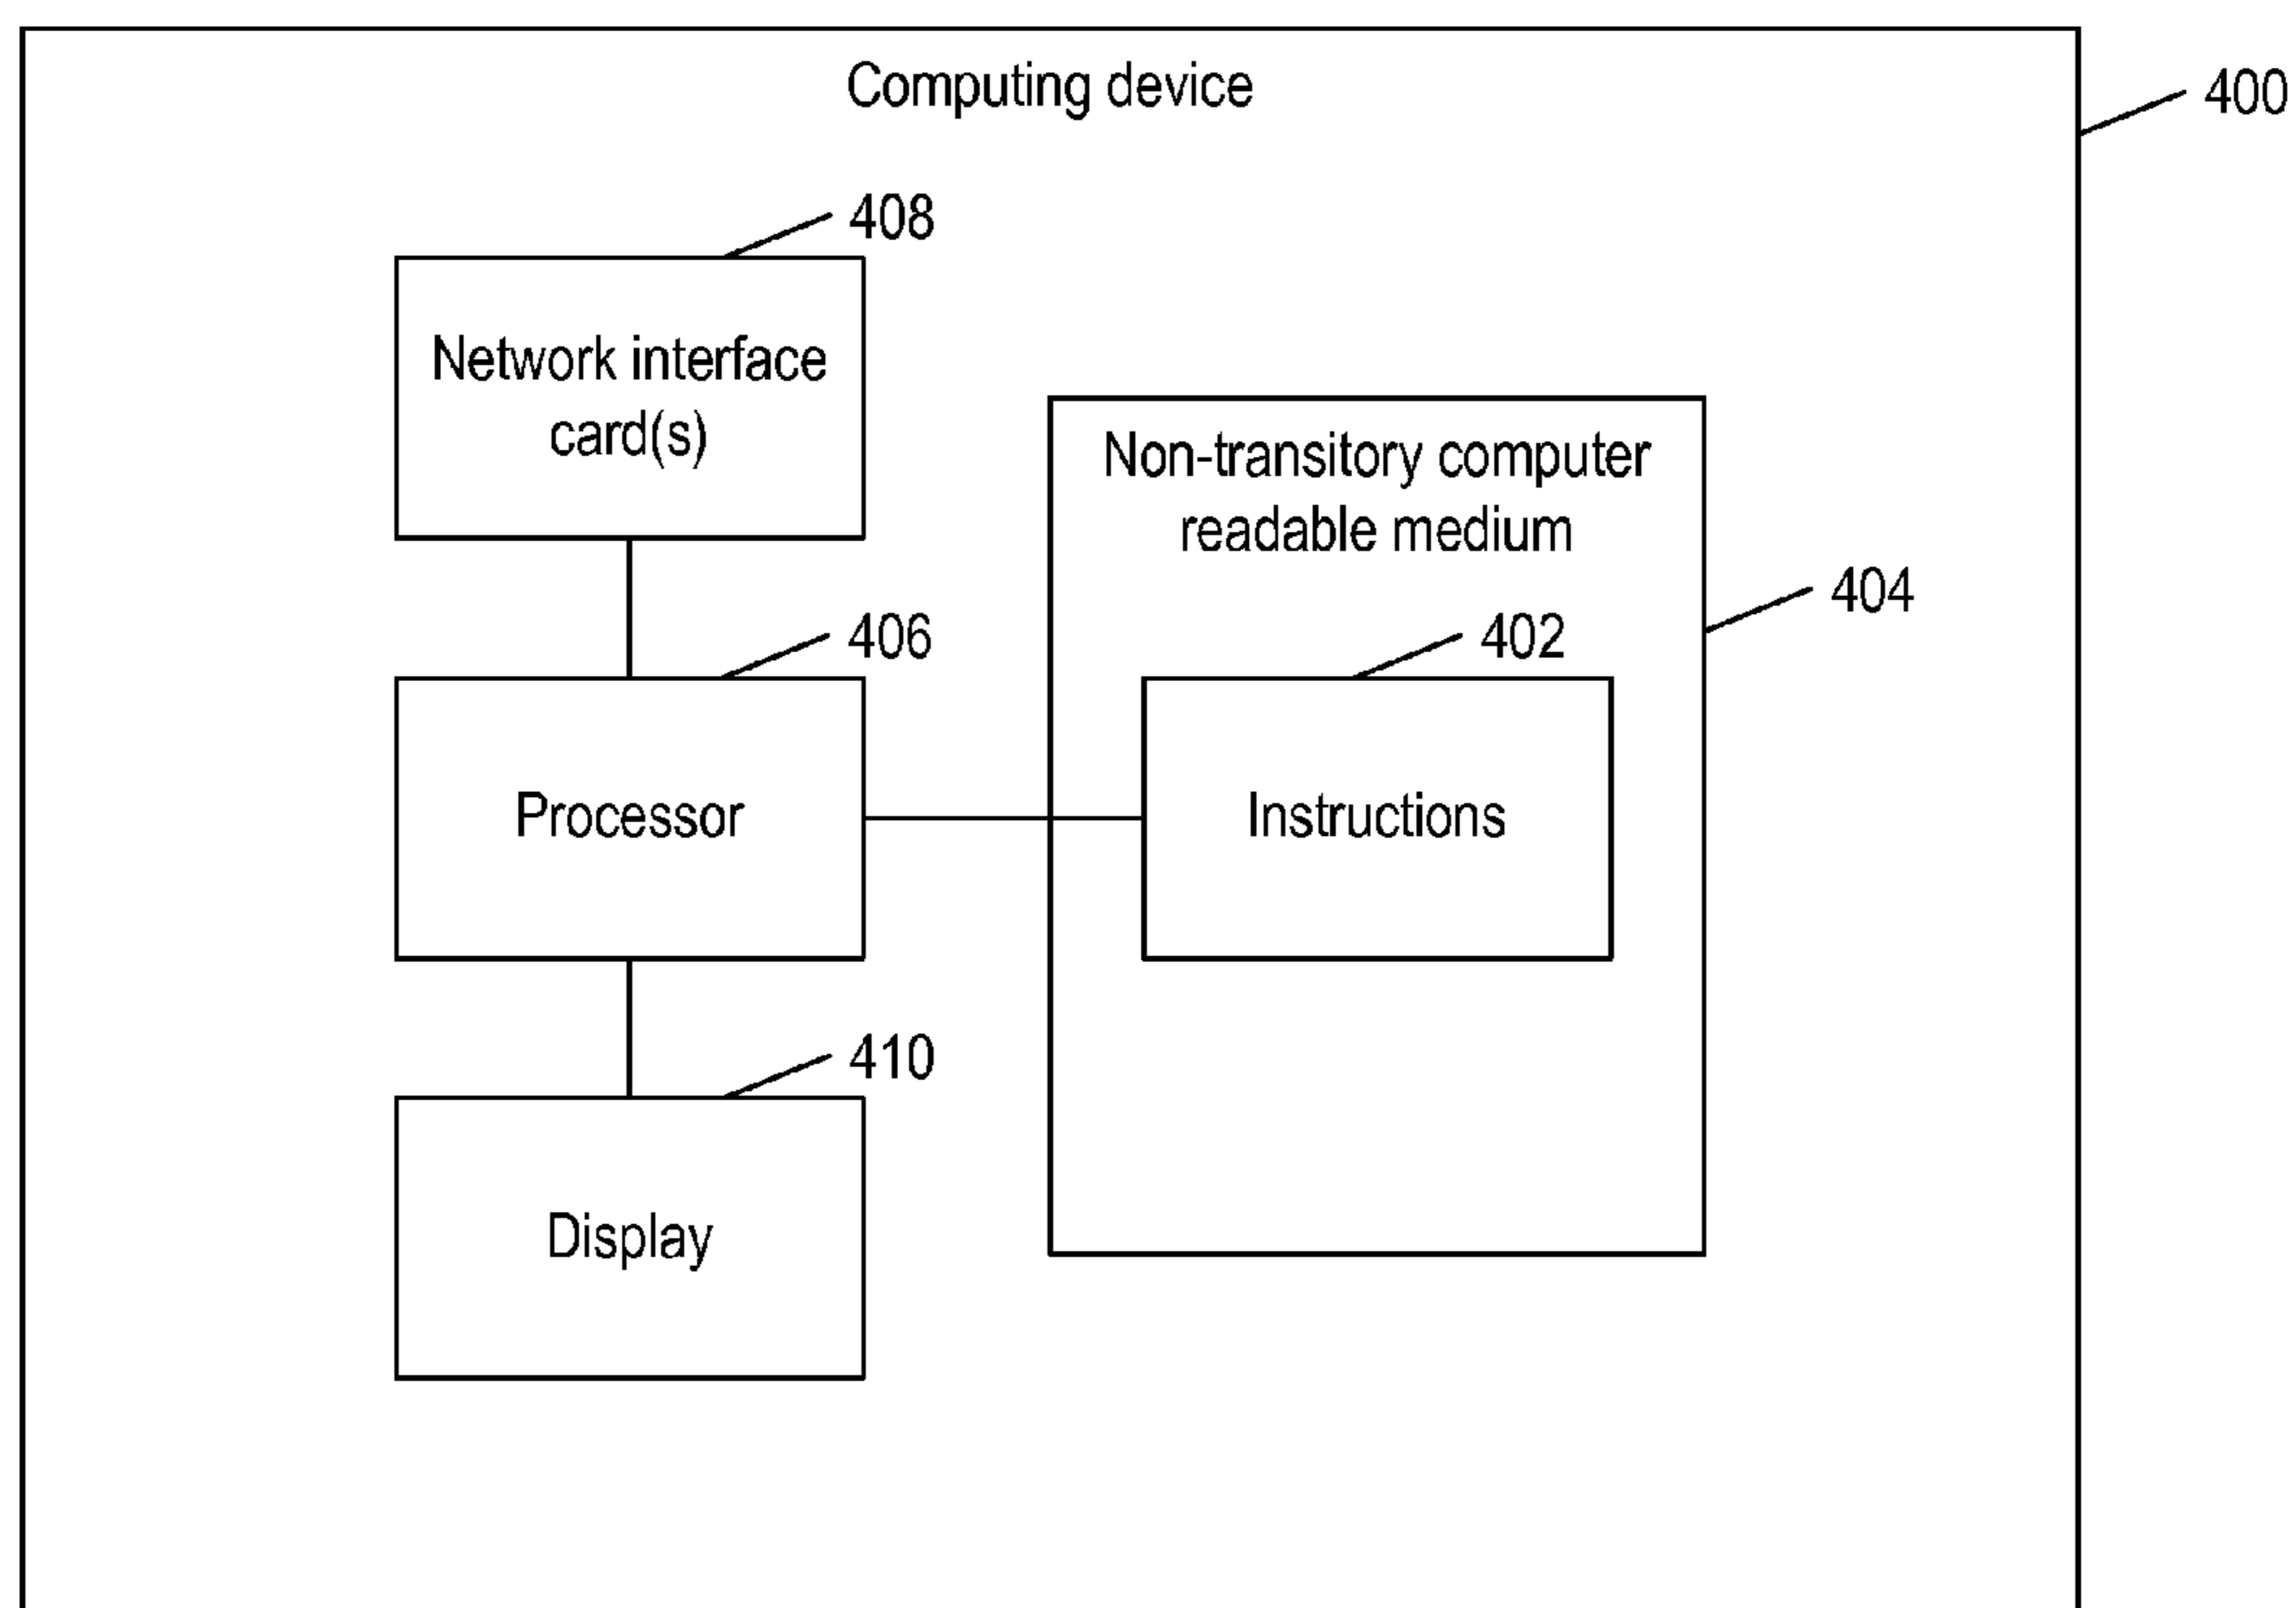 Computing device
400
408
Network interface
card(s)
Non-transitory computer
readable medium
404
406
402
Processor
Instructions
410
Display